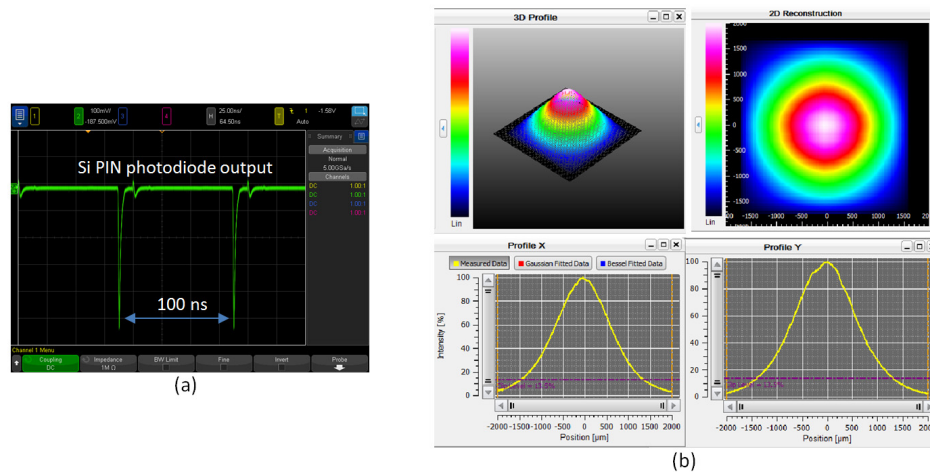 1
2
100mV/
-187.500mV
3
4
H
25.00ns/
64.50ns
T
1
-1.56V
Auto
Si PIN photodiode output
100 ns
Summary
Acquisition
Normal
5.00GSa/s
Channels
DC 1.00:1
DC 1.00:1
DC 1.00:1
DC 1.00:1
Channel 1 Menu
Coupling
DC
Impedance
1M Ω
BW Limit
Fine
Invert
Probe
(a)
3D Profile
Lin
2D Reconstruction
2000
1500
1000
500
0
-500
-1000
-1500
Lin
-1000 -500 0 500 1000 1500
Profile X
Measured Data
Gaussian Fitted Data
Bessel Fitted Data
Intensity [%]
100
80
60
40
20
0
-2000 -1500 -1000 -500 0 500 1000 1500 2000
Position [µm]
Profile Y
100
80
60
40
20
0
-2000 -1500 -1000 -500 0 500 1000 1500 2000
Position [µm]
(b)